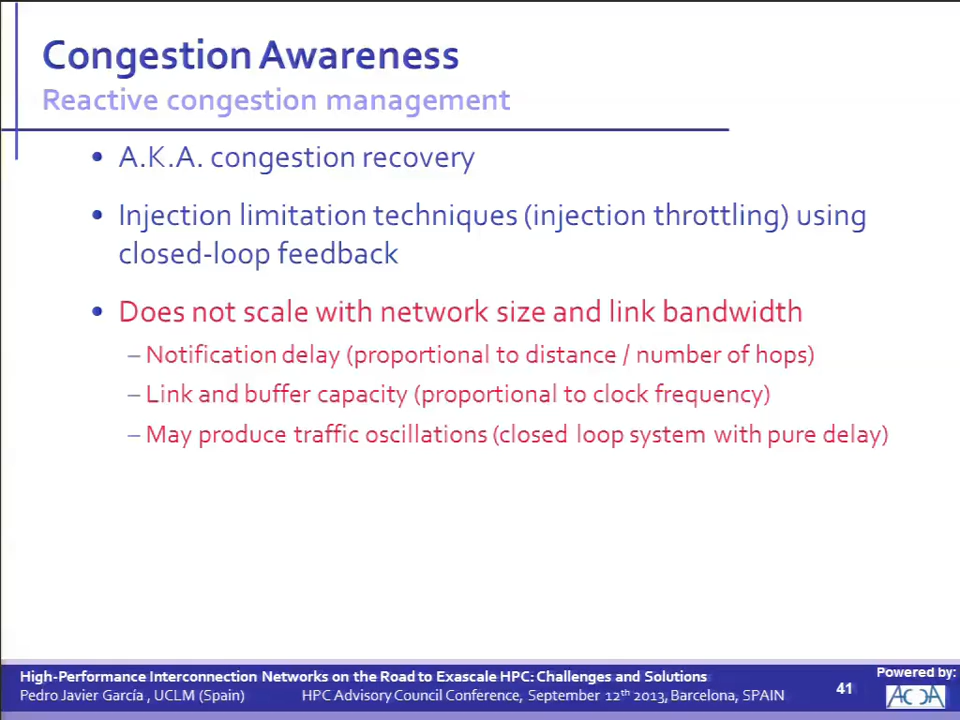 Congestion Awareness
Reactive congestion management
• A.K.A. congestion recovery
• Injection limitation techniques (injection throttling) using
closed-loop feedback
• Does not scale with network size and link bandwidth
– Notification delay (proportional to distance / number of hops)
– Link and buffer capacity (proportional to clock frequency)
– May produce traffic oscillations (closed loop system with pure delay)
High-Performance Interconnection Networks on the Road to Exascale HPC: Challenges and Solutions
Pedro Javier García , UCLM (Spain) HPC Advisory Council Conference, September 12th 2013, Barcelona, SPAIN
41
Powered by: